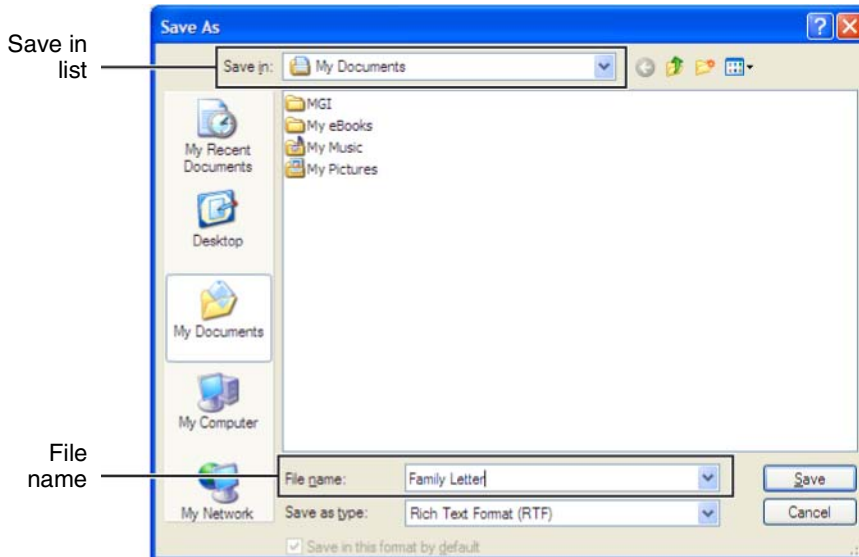 Save As
Save in
list
Save in:
My Documents
MGI
My eBooks
My Music
My Pictures
My Recent
Documents
Desktop
My Documents
My Computer
My Network
File
name
File name:
Family Letter
Save
Save as type:
Rich Text Format (RTF)
Cancel
Save in this format by default